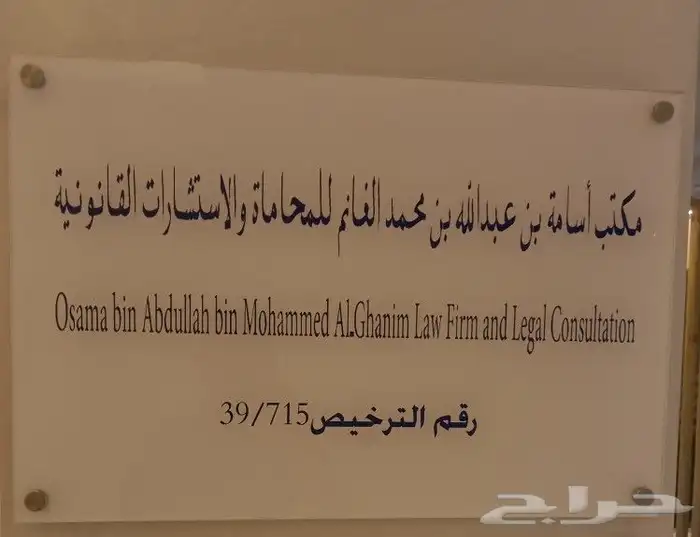 مكتب أسامة بن عبدالله بن محمد الغانم للمحاماة والاستشارات القانونية
Osama bin Abdullah bin Mohammed Al.Ghanim Law Firm and Legal Consultation
رقم الترخيص39/715
حراج